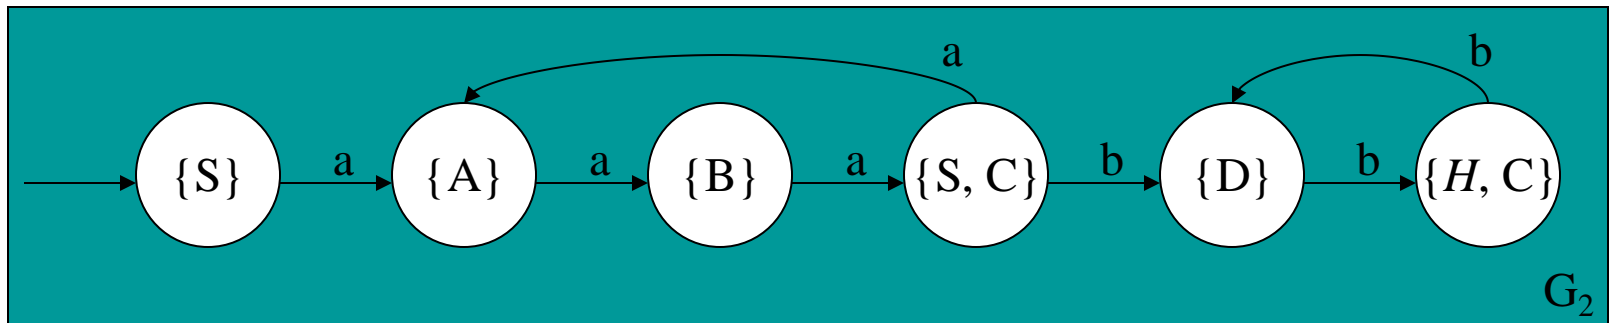 a b
{S} a {A} a {B} a {S, C} b {D} b {H, C}
G2